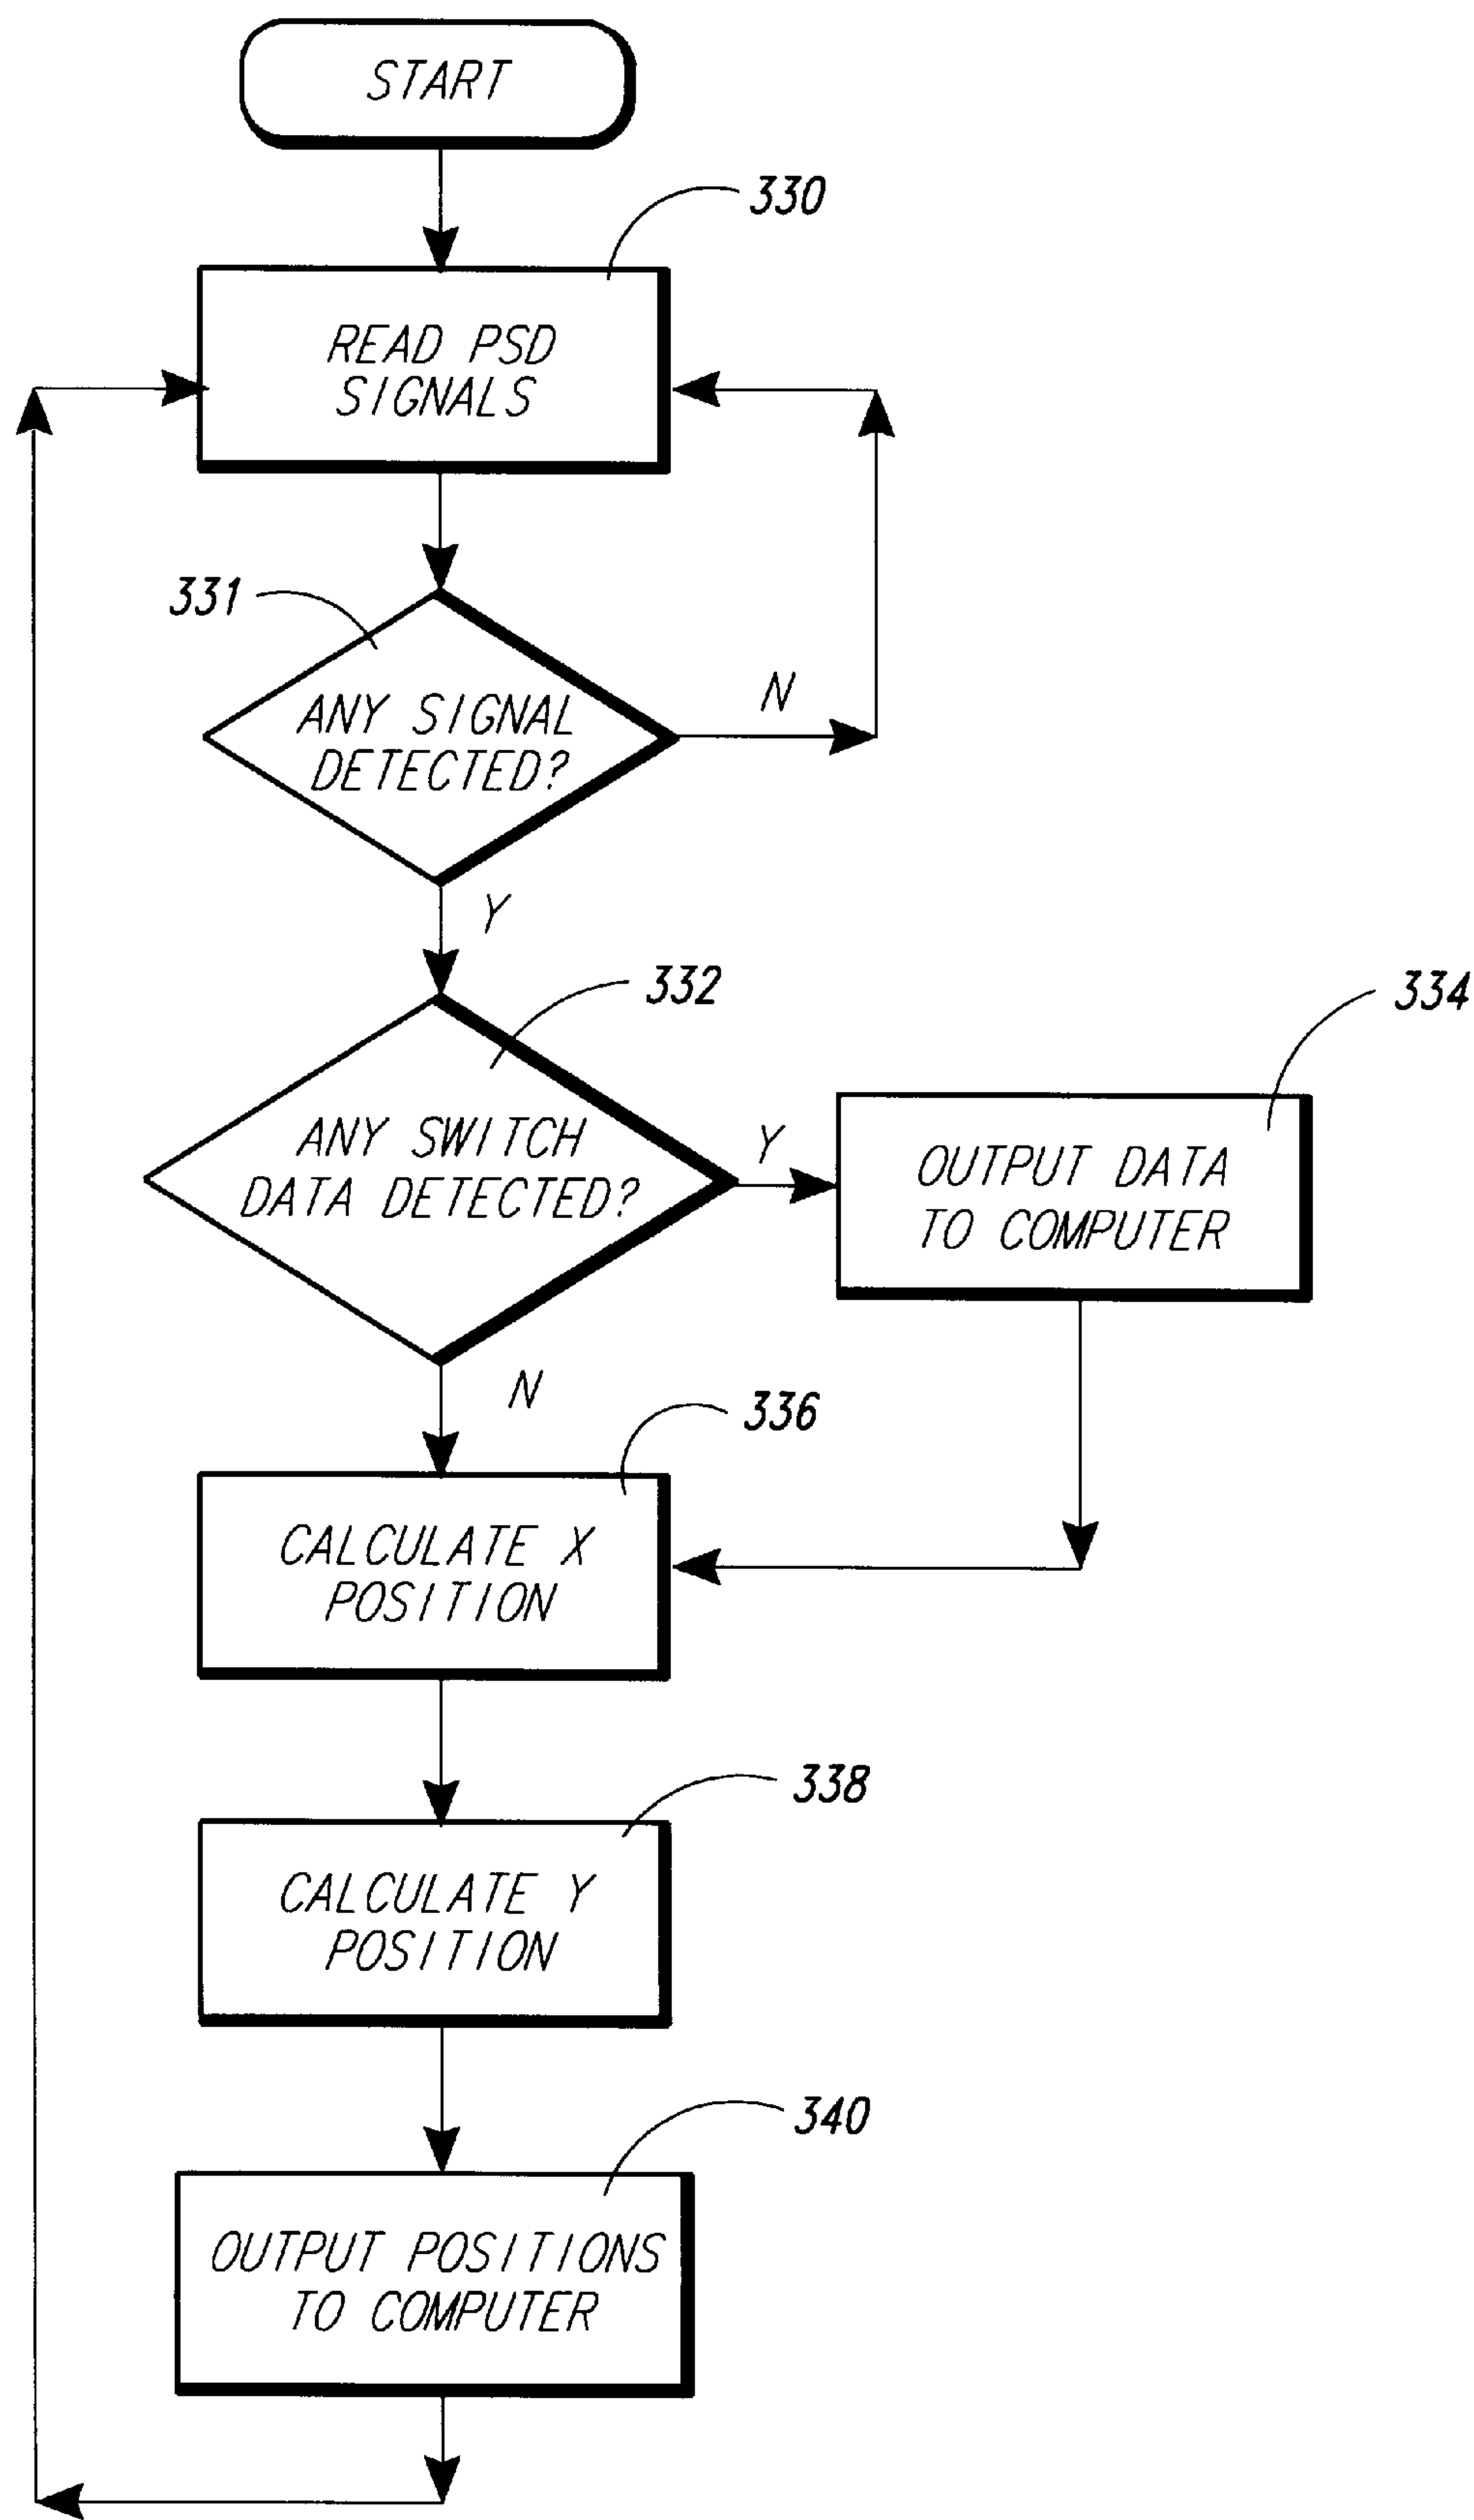 START
330
READ PSD
SIGNALS
331
ANY SIGNAL
DETECTED?
N
Y
332
334
ANY SWITCH
DATA DETECTED?
Y
OUTPUT DATA
TO COMPUTER
N
336
CALCULATE X
POSITION
338
CALCULATE Y
POSITION
340
OUTPUT POSITIONS
TO COMPUTER